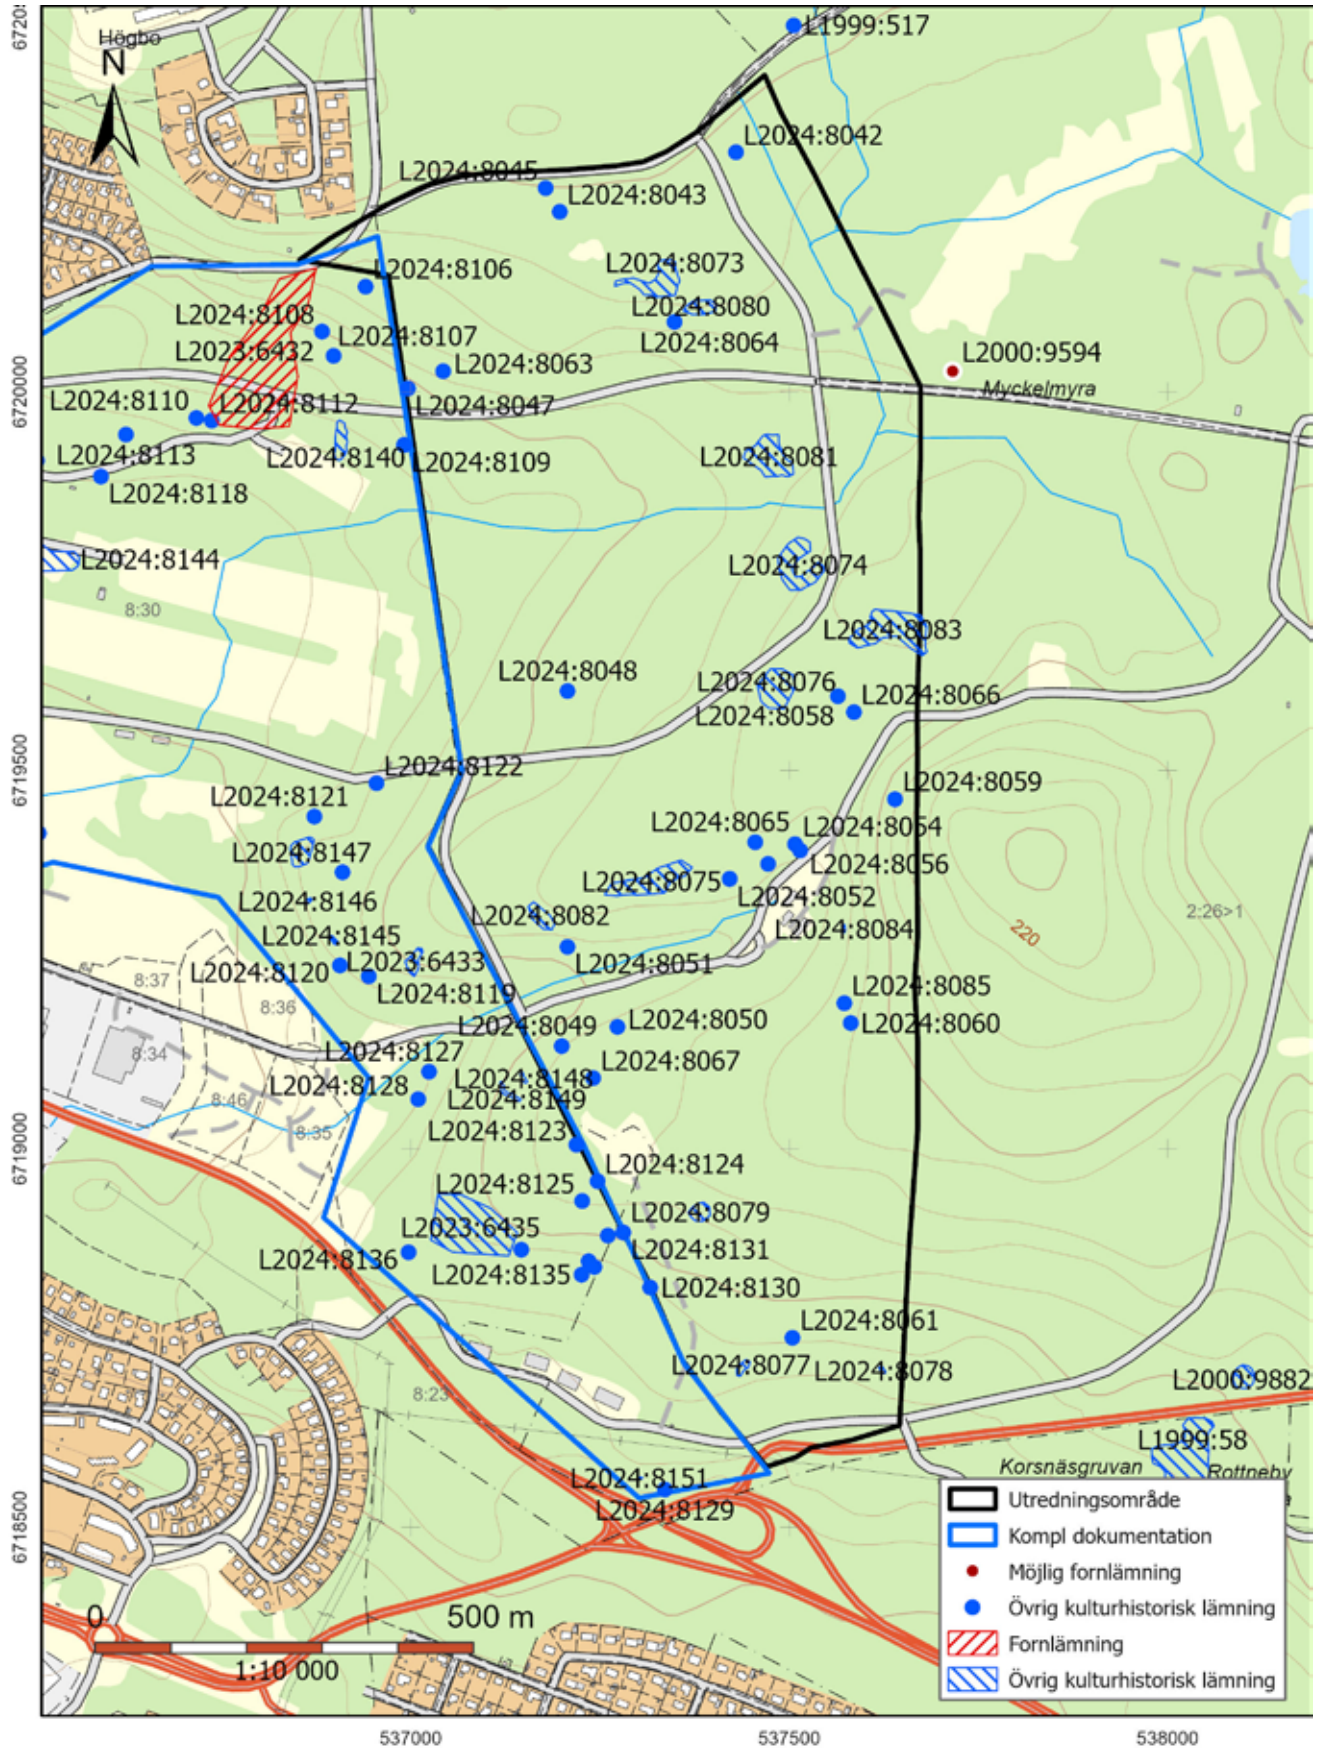 Högbo
N
L1999:517
L2024:8042
L2024:8045
L2024:8043
L2024:8073
L2024:8106
L2024:8080
L2024:8108
L2024:8107
L2024:8064
L2023:6432
L2024:8063
L2000:9594
Myckelmyra
L2024:8110
L2024:8112
L2024:8047
L2024:8113
L2024:8140
L2024:8109
L2024:8081
L2024:8118
L2024:8144
L2024:8074
8:30
L2024:8083
L2024:8048
L2024:8076
L2024:8066
L2024:8058
L2024:8122
L2024:8059
L2024:8121
L2024:8065
L2024:8054
L2024:8147
L2024:8056
L2024:8075
L2024:8052
L2024:8146
L2024:8082
2:26>1
L2024:8084
220
L2024:8145
L2023:6433
L2024:8051
L2024:8120
8:37
L2024:8119
L2024:8085
8:36
L2024:8049
L2024:8050
L2024:8060
8:34
L2024:8127
L2024:8067
L2024:8128
L2024:8148
8:46
L2024:8149
8:35
L2024:8123
L2024:8124
L2024:8125
L2024:8079
L2023:6435
L2024:8131
L2024:8136
L2024:8135
L2024:8130
L2024:8061
L2024:8077
L2024:8078
L2000:9882
8:23
L1999:58
Korsnäsgruvan
Rottneby
L2024:8151
L2024:8129
Utredningsområde
Kompl dokumentation
Möjlig fornlämning
Övrig kulturhistorisk lämning
Fornlämning
Övrig kulturhistorisk lämning
0
500 m
1:10 000
6720000
6719500
6719000
6718500
537000
537500
538000